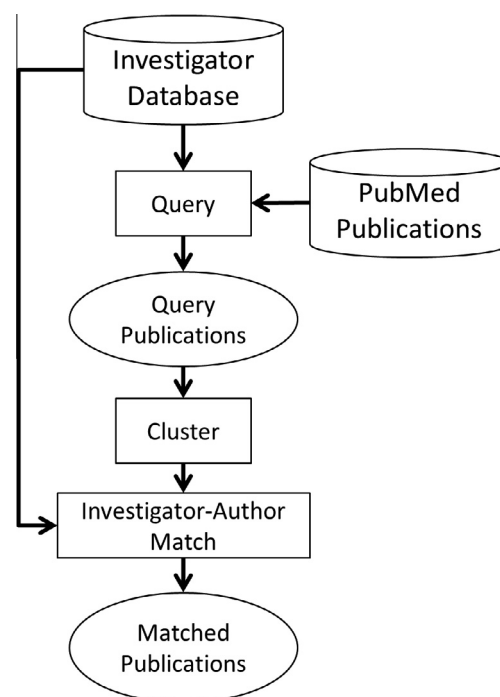 Investigator
Database
Query
PubMed
Publications
Query
Publications
Cluster
Investigator-Author
Match
Matched
Publications